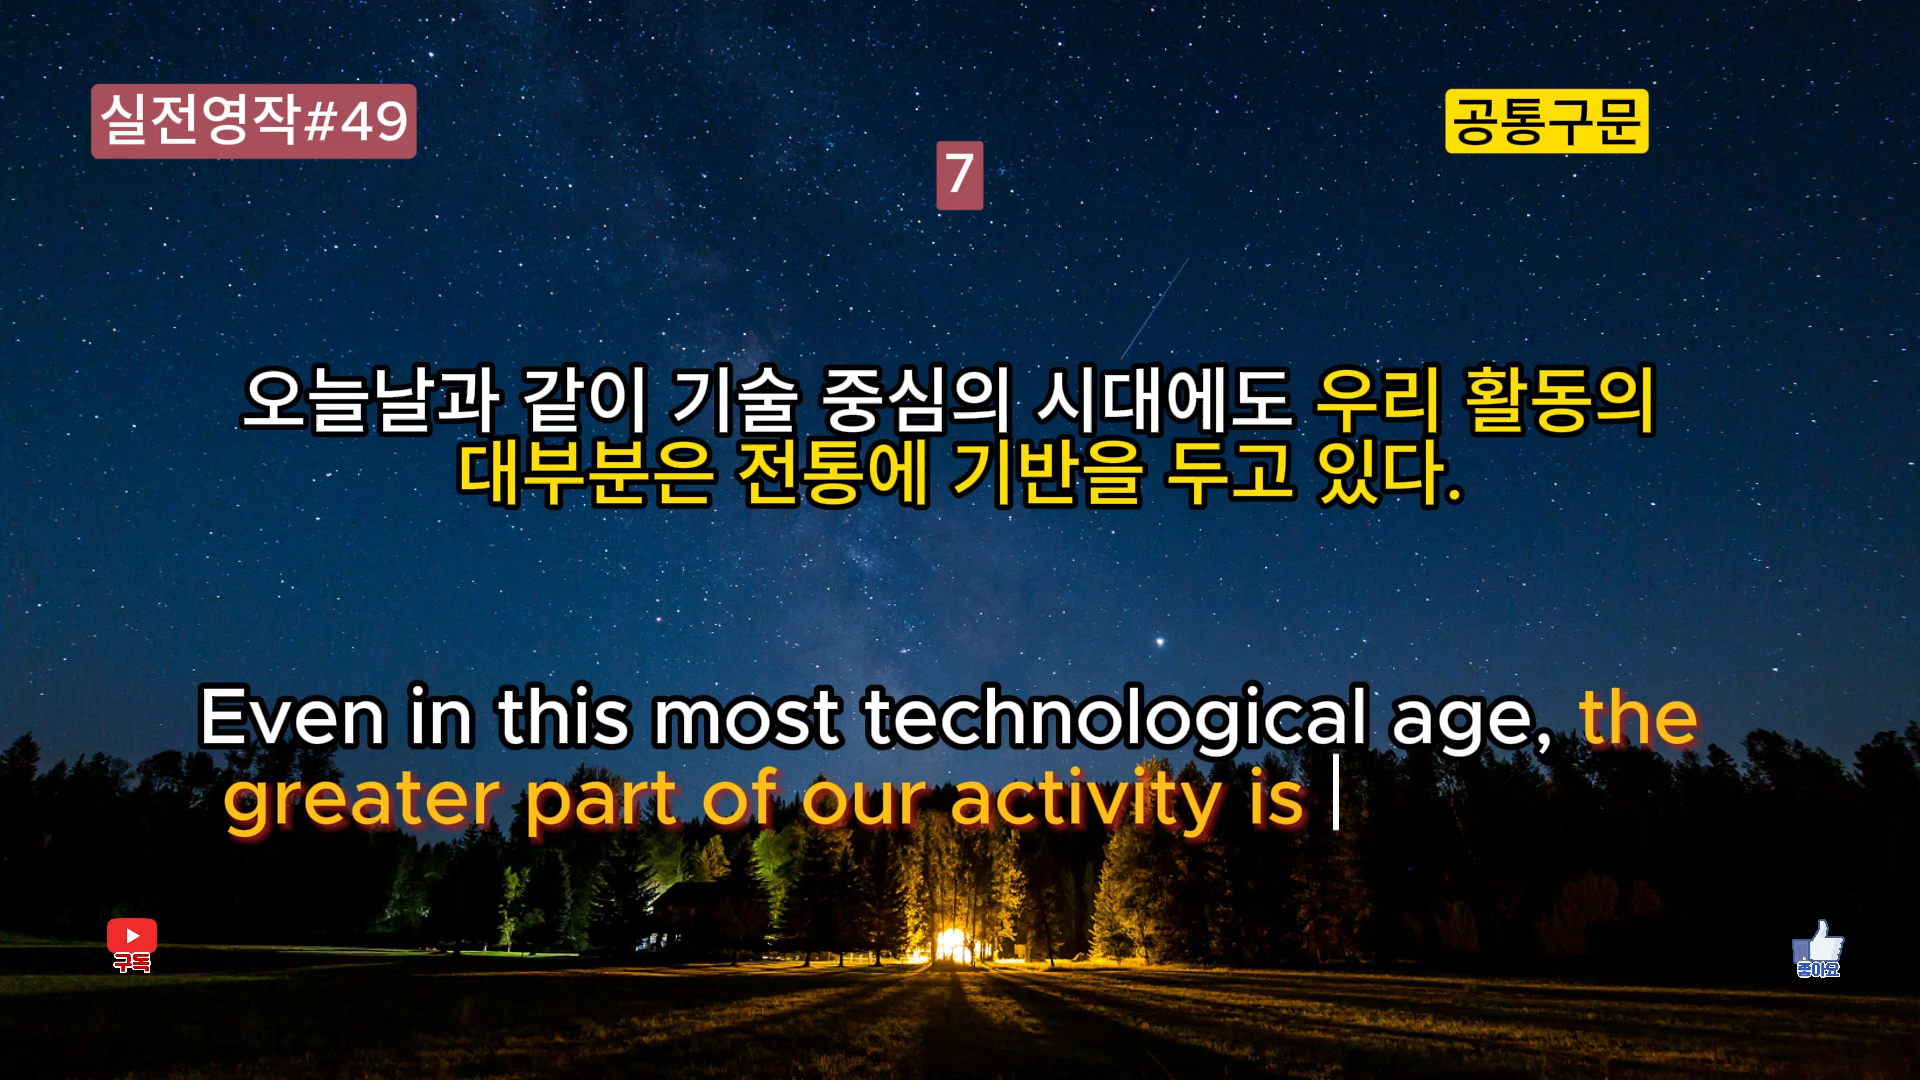 실전영작#49
공통구문
7
오늘날과 같이 기술 중심의 시대에도 우리 활동의
대부분은 전통에 기반을 두고 있다.
Even in this most technological age, the
greater part of our activity is
구독
좋아요